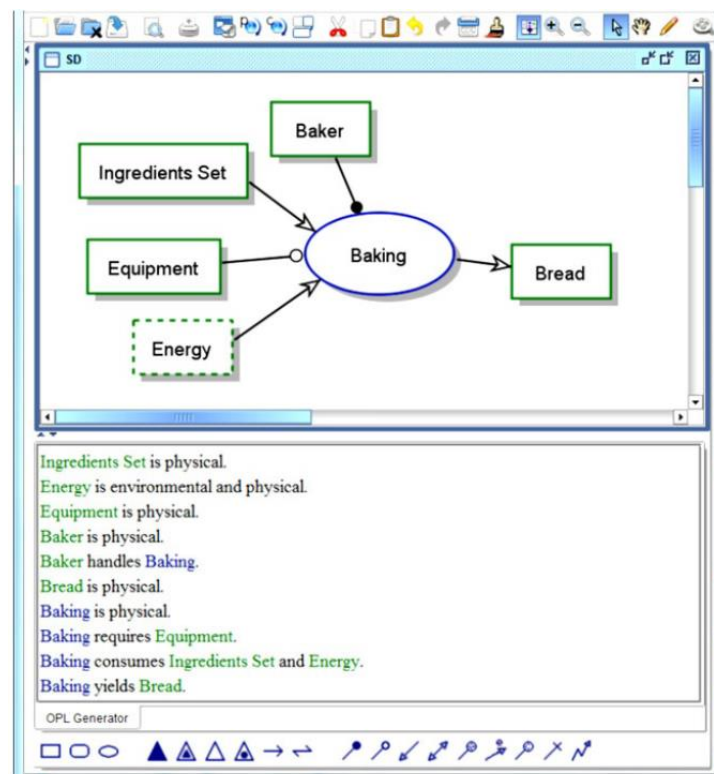 SD
Baker
Ingredients Set
Baking
Equipment
Bread
Energy
Ingredients Set is physical.
Energy is environmental and physical.
Equipment is physical.
Baker is physical.
Baker handles Baking.
Bread is physical.
Baking is physical.
Baking requires Equipment.
Baking consumes Ingredients Set and Energy.
Baking yields Bread.
OPL Generator